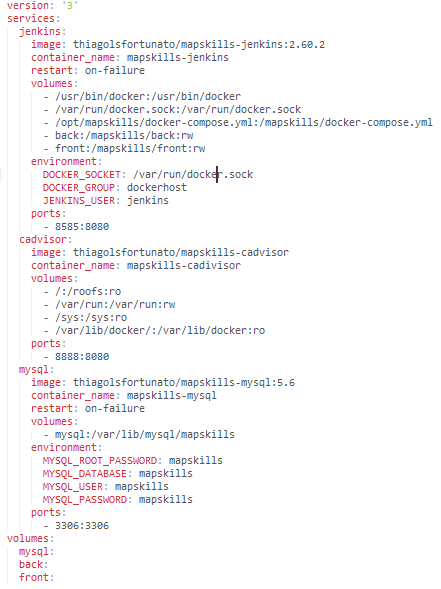 version: '3'
services:
  jenkins:
    image: thiagolsfortunato/mapskills-jenkins:2.60.2
    container_name: mapskills-jenkins
    restart: on-failure
    volumes:
      - /usr/bin/docker:/usr/bin/docker
      - /var/run/docker.sock:/var/run/docker.sock
      - /opt/mapskills/docker-compose.yml:/mapskills/docker-compose.yml
      - back:/mapskills/back:rw
      - front:/mapskills/front:rw
    environment:
      DOCKER_SOCKET: /var/run/docker.sock
      DOCKER_GROUP: dockerhost
      JENKINS_USER: jenkins
    ports:
      - 8585:8080
  cadvisor:
    image: thiagolsfortunato/mapskills-cadvisor
    container_name: mapskills-cadivisor
    volumes:
      - /:/roofs:ro
      - /var/run:/var/run:rw
      - /sys:/sys:ro
      - /var/lib/docker/:/var/lib/docker:ro
    ports:
      - 8888:8080
  mysql:
    image: thiagolsfortunato/mapskills-mysql:5.6
    container_name: mapskills-mysql
    restart: on-failure
    volumes:
      - mysql:/var/lib/mysql/mapskills
    environment:
      MYSQL_ROOT_PASSWORD: mapskills
      MYSQL_DATABASE: mapskills
      MYSQL_USER: mapskills
      MYSQL_PASSWORD: mapskills
    ports:
      - 3306:3306
volumes:
  mysql:
  back:
  front: